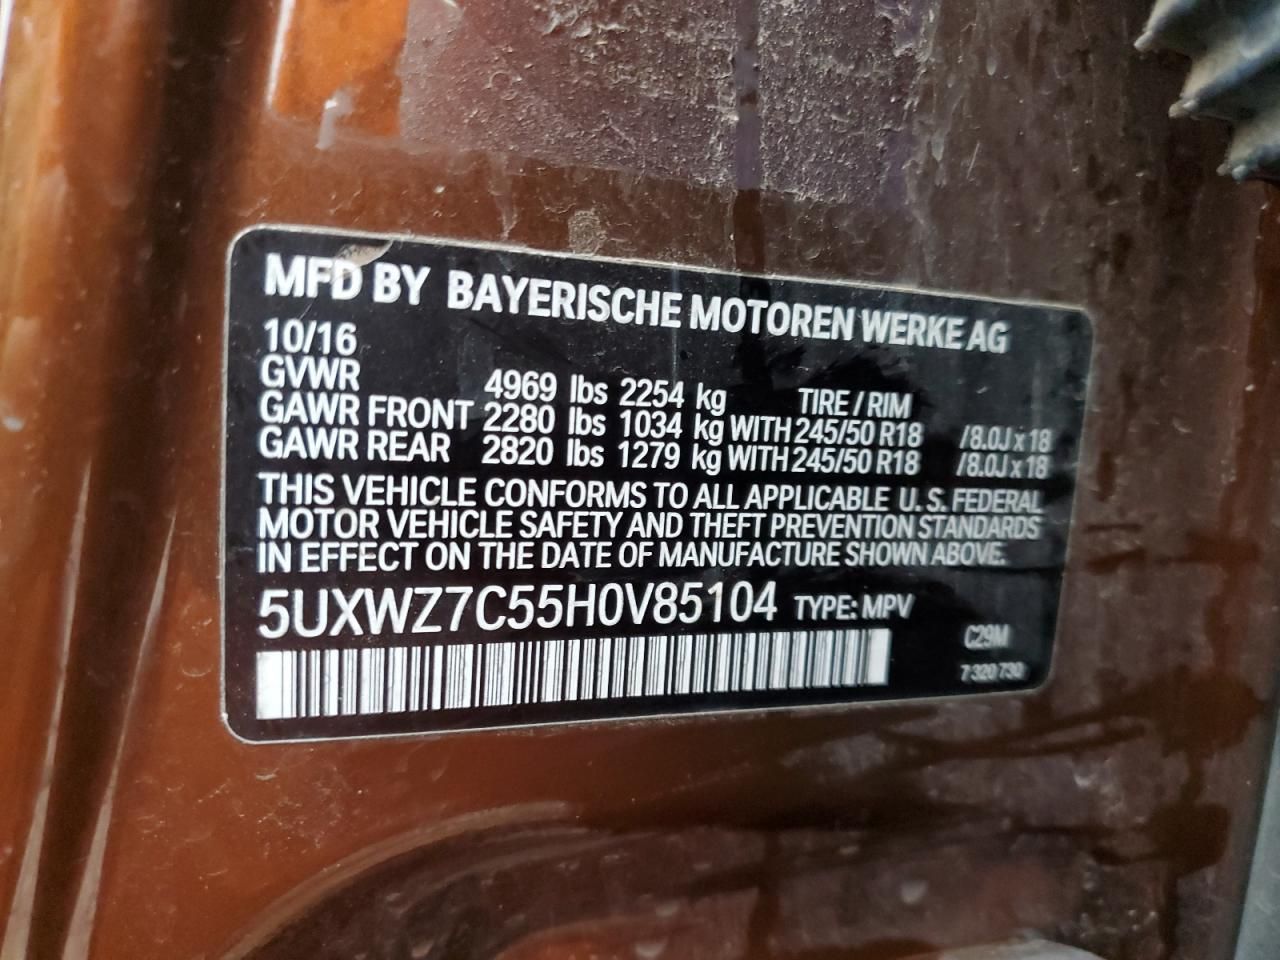 MFD BY BAYERISCHE MOTOREN WERKE AG
10/16
GVWR 4969 lbs 2254 kg TIRE / RIM
GAWR FRONT 2280 lbs 1034 kg WITH 245/50 R18 /8.0J x 18
GAWR REAR 2820 lbs 1279 kg WITH 245/50 R18 /8.0J x 18
THIS VEHICLE CONFORMS TO ALL APPLICABLE U.S. FEDERAL
MOTOR VEHICLE SAFETY AND THEFT PREVENTION STANDARDS
IN EFFECT ON THE DATE OF MANUFACTURE SHOWN ABOVE.
5UXWZ7C55H0V85104 TYPE: MPV
C29M
7 320 730